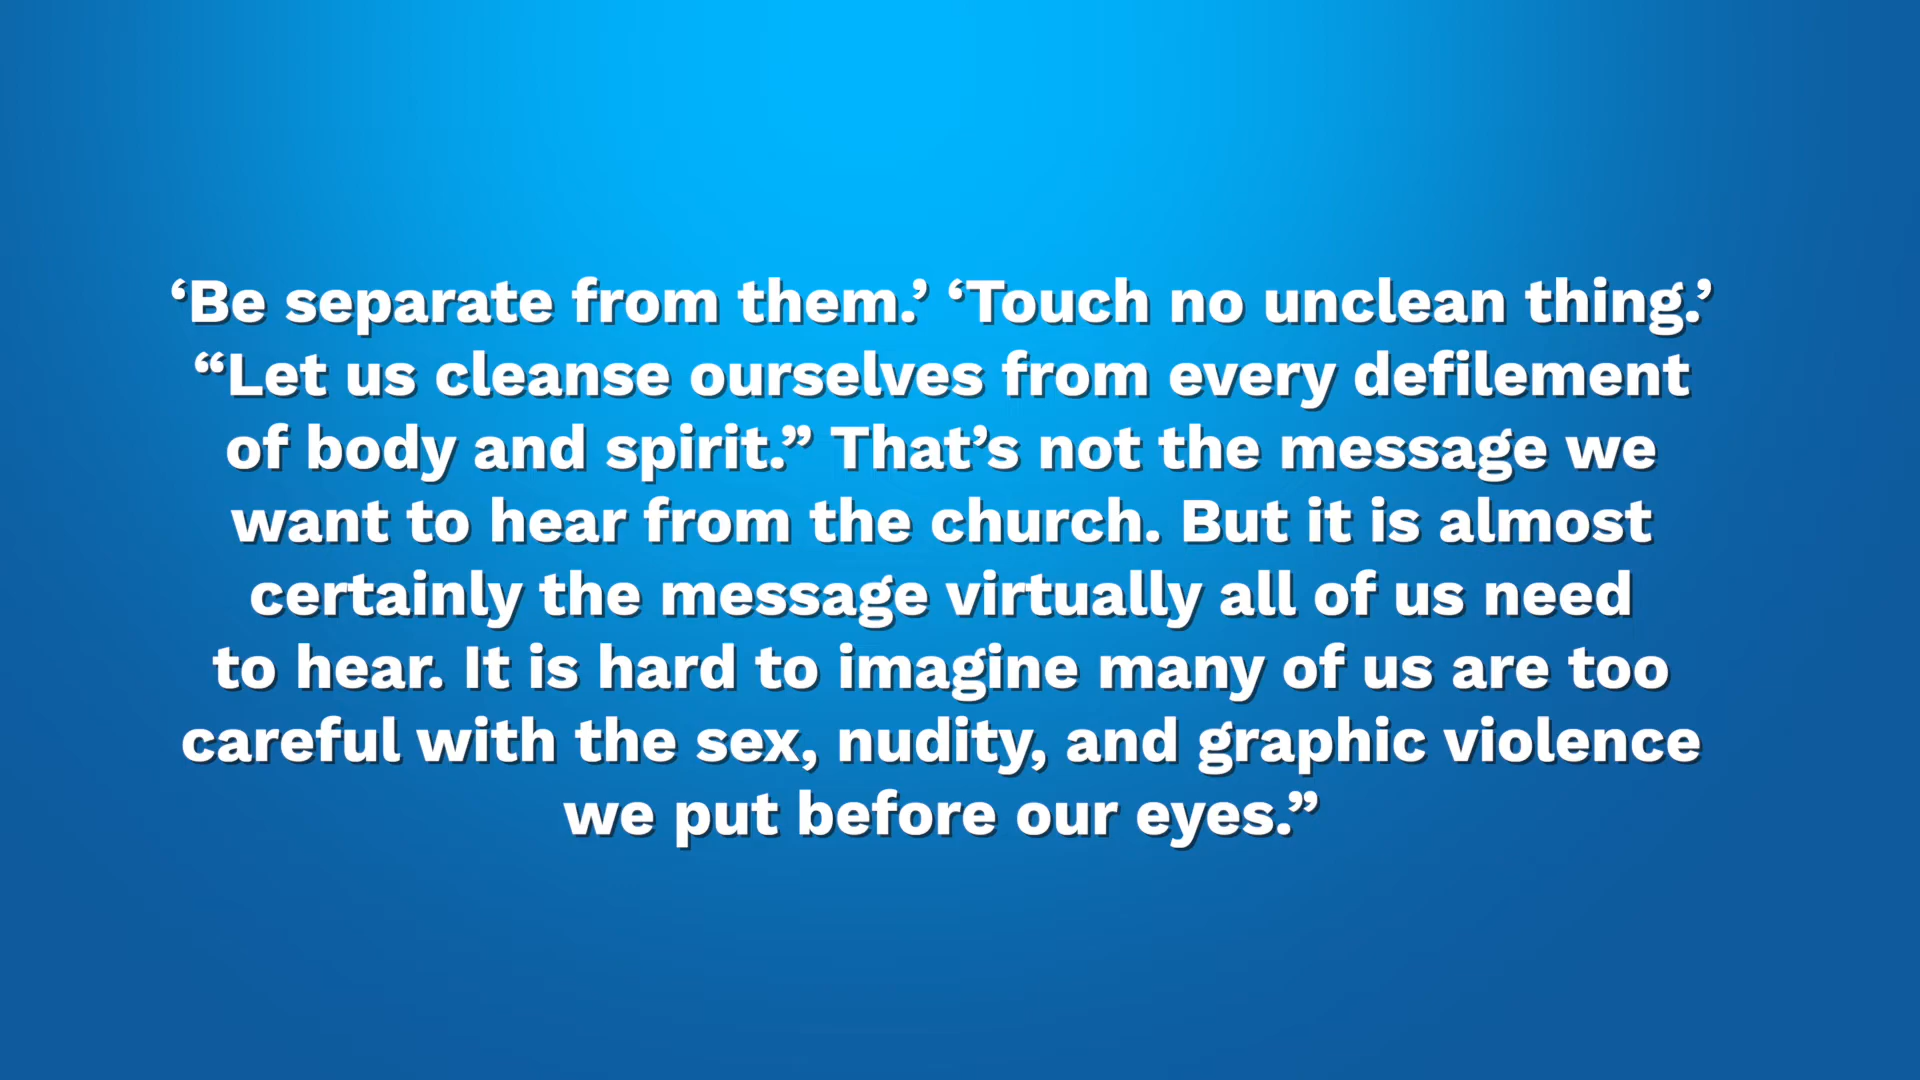 ‘Be separate from them.’ ‘Touch no unclean thing.’
“Let us cleanse ourselves from every defilement
of body and spirit.” That’s not the message we
want to hear from the church. But it is almost
certainly the message virtually all of us need
to hear. It is hard to imagine many of us are too
careful with the sex, nudity, and graphic violence
we put before our eyes.”